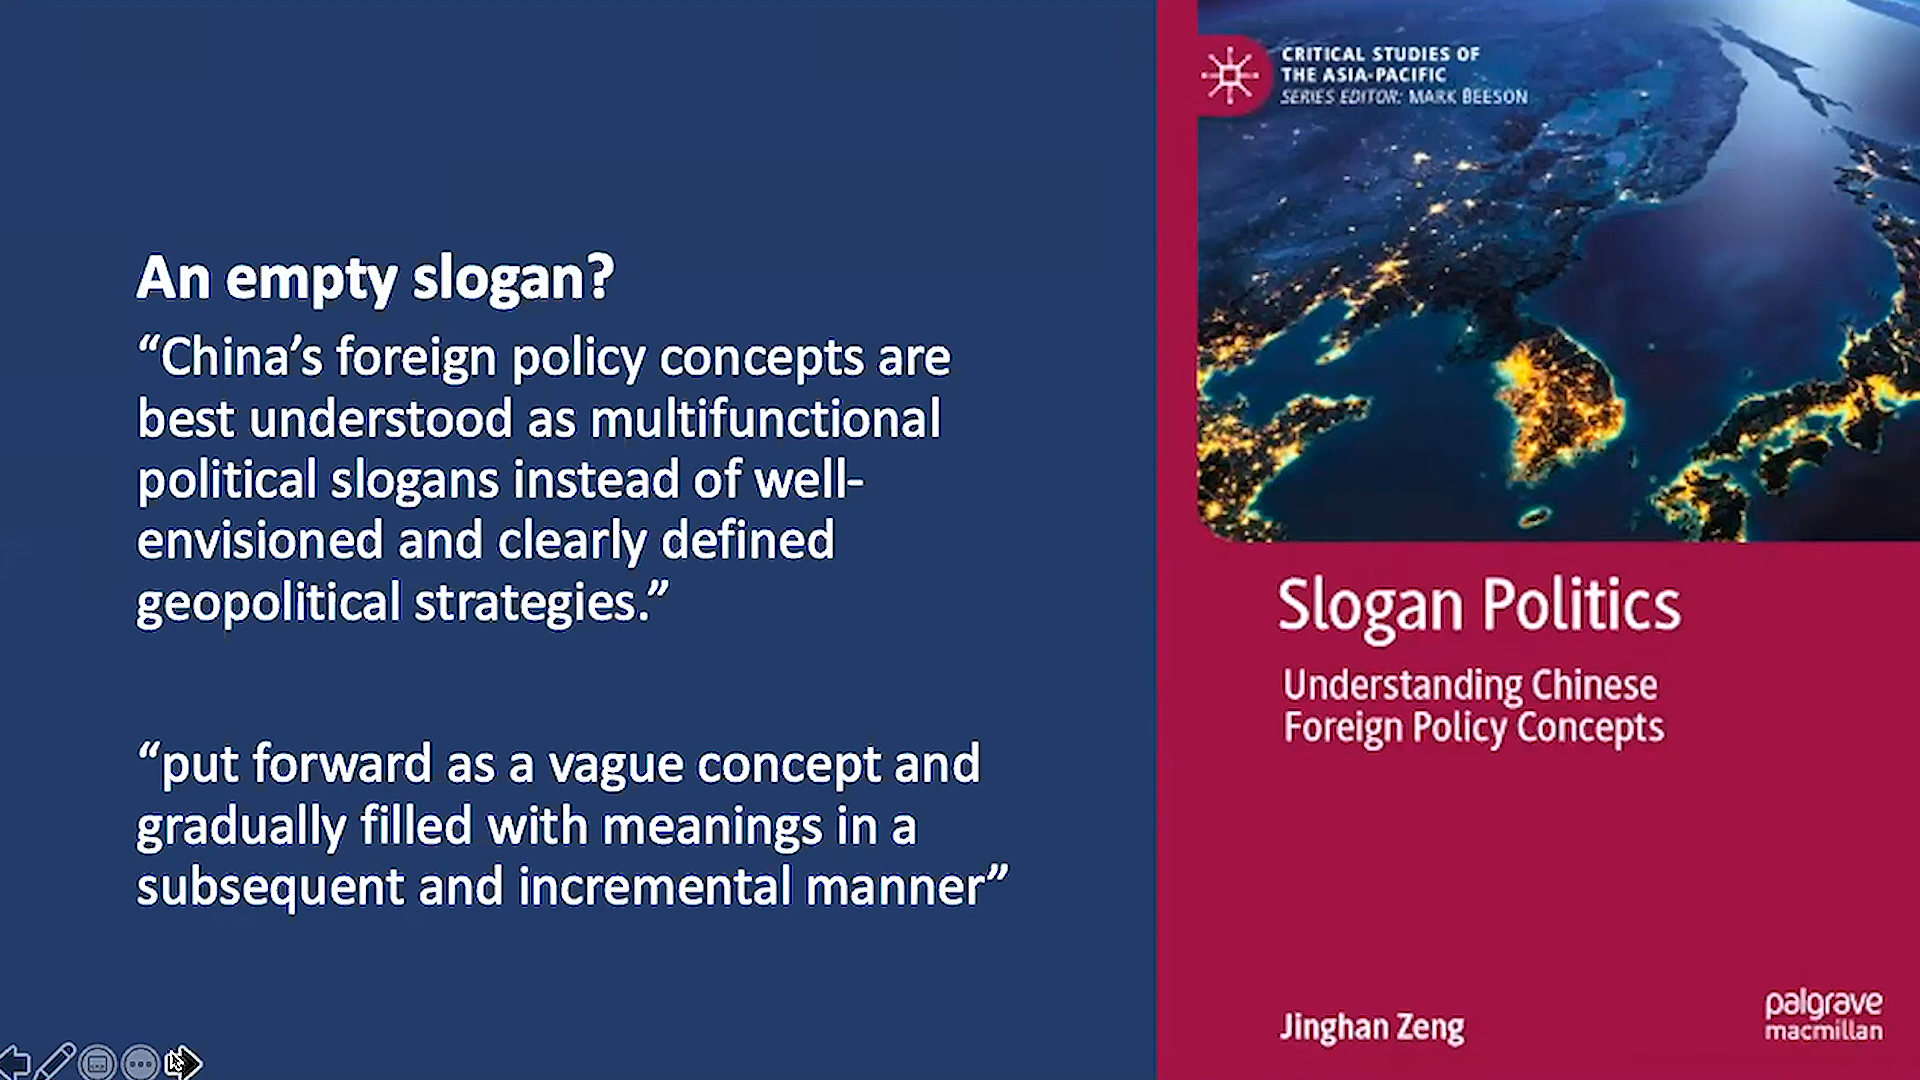 An empty slogan?
“China’s foreign policy concepts are
best understood as multifunctional
political slogans instead of well-
envisioned and clearly defined
geopolitical strategies.”
“put forward as a vague concept and
gradually filled with meanings in a
subsequent and incremental manner”
CRITICAL STUDIES OF
THE ASIA-PACIFIC
SERIES EDITOR: MARK BEESON
Slogan Politics
Understanding Chinese
Foreign Policy Concepts
Jinghan Zeng
palgrave
macmillan